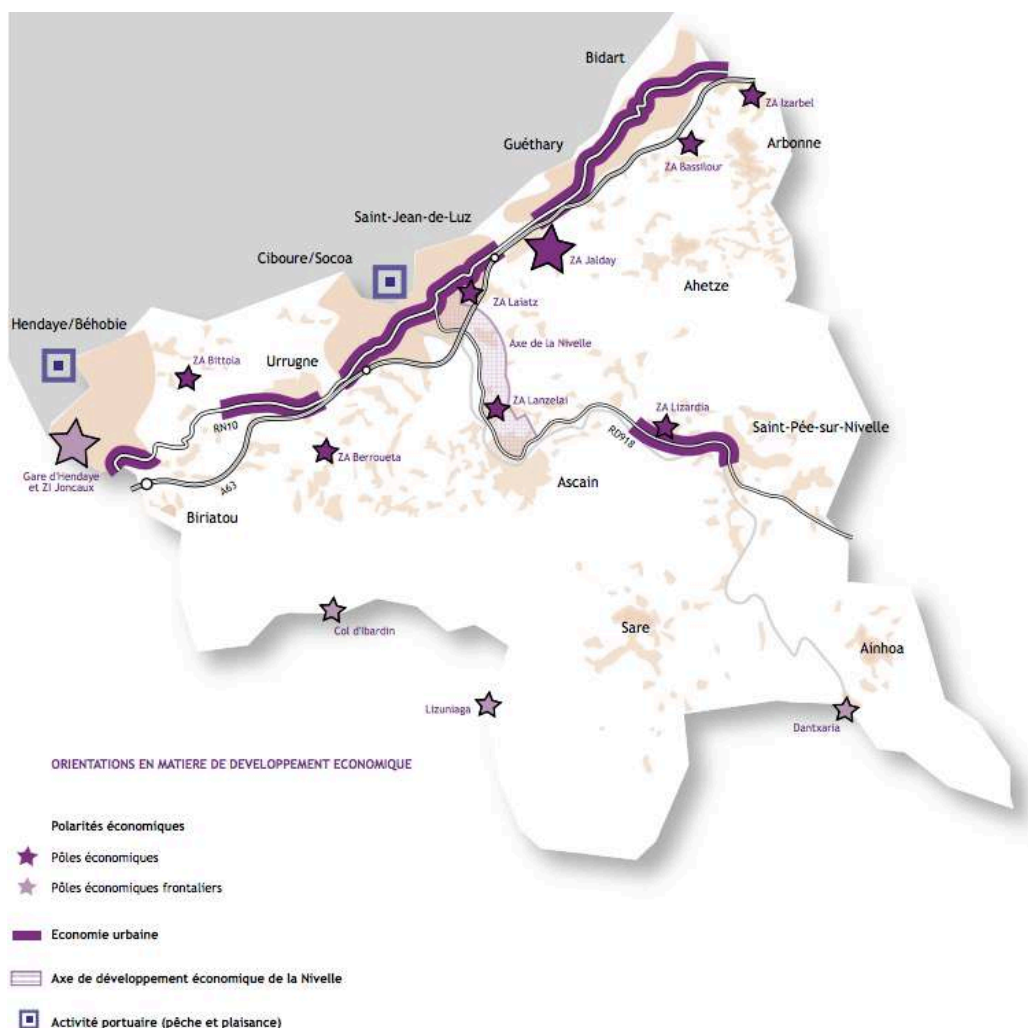 Bidart
ZA Izarbel
Guéthary
Arbonne
ZA Bassilour
Saint-Jean-de-Luz
Ciboure/Socoa
ZA Jalday
Ahetze
Hendaye/Béhobie
ZA Laiatz
Urrugne
Axe de la Nivelle
ZA Bittola
ZA Lanzelai
ZA Lizardia
RN10
RD918
Saint-Pée-sur-Nivelle
Gare d'Hendaye
et ZI Joncaux
ZA Berroueta
A63
Ascain
Biriatou
Col d'Ibardin
Sare
Ainhoa
Lizuniaga
Dantxaria
ORIENTATIONS EN MATIERE DE DEVELOPPEMENT ECONOMIQUE
Polarités économiques
Pôles économiques
Pôles économiques frontaliers
Economie urbaine
Axe de développement économique de la Nivelle
Activité portuaire (pêche et plaisance)